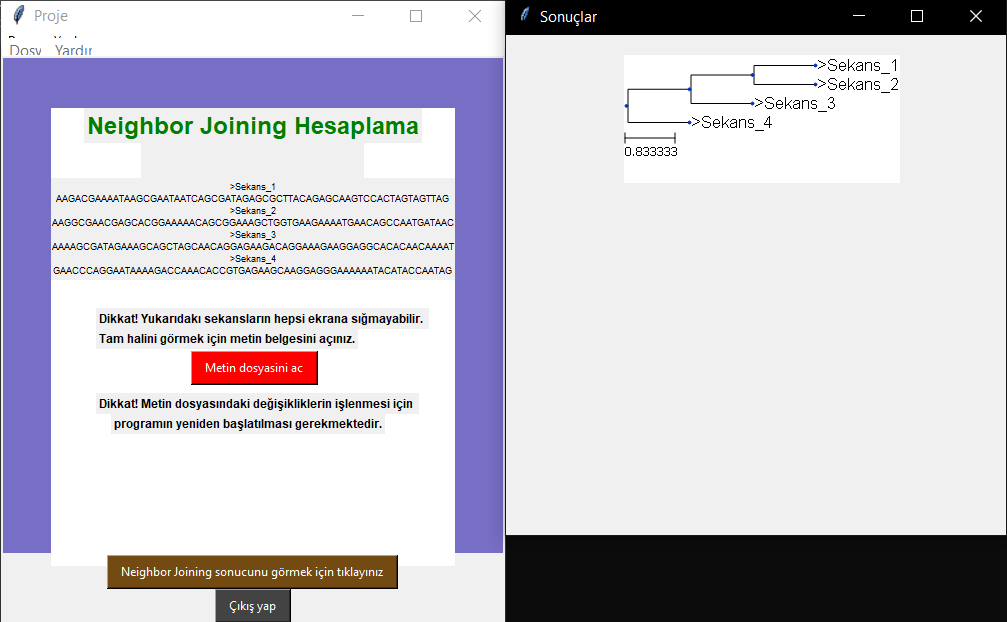 Proje
Dosy Yardır
Neighbor Joining Hesaplama
>Sekans_1
AAGACGAAAATAAGCGAATAATCAGCGATAGAGCGCTTACAGAGCAAGTCCACTAGTAGTTAG
>Sekans_2
AAGGCGAACGAGCACGGAAAAACAGCGGAAAGCTGGTGAAGAAAATGAACAGCCAATGATAAC
>Sekans_3
AAAAGCGATAGAAAGCAGCTAGCAACAGGAGAAGACAGGAAAGAAGGAGGCACACAACAAAAT
>Sekans_4
GAACCCAGGAATAAAAGACCAAACACCGTGAGAAGCAAGGAGGGAAAAAATACATACCAATAG
Dikkat! Yukarıdakı sekansların hepsi ekrana sığmayabilir.
Tam halini görmek için metin belgesini açınız.
Metin dosyasini ac
Dikkat! Metin dosyasındaki değişikliklerin işlenmesi için
programın yeniden başlatılması gerekmektedir.
Neighbor Joining sonucunu görmek için tıklayınız
Çıkış yap
Sonuçlar
>Sekans_1
>Sekans_2
>Sekans_3
>Sekans_4
0.833333